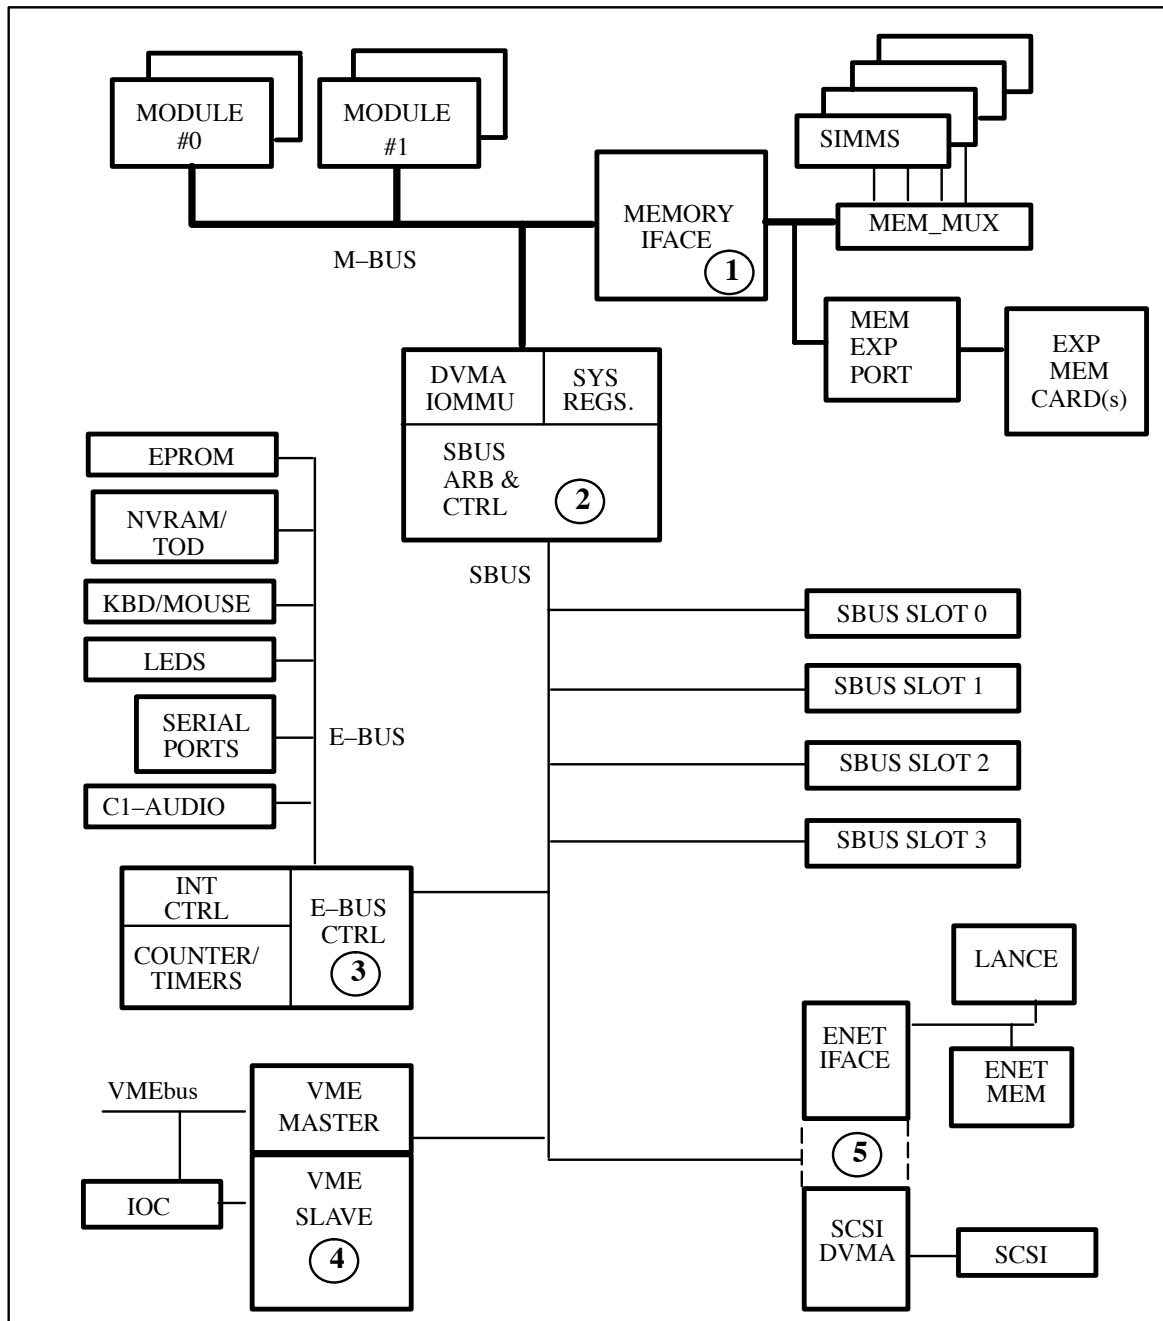 MODULE
#0
MODULE
#1
SIMMS
MEMORY
IFACE
1
MEM_MUX
M–BUS
MEM
EXP
PORT
EXP
MEM
CARD(s)
DVMA
IOMMU
SYS
REGS.
SBUS
ARB &
CTRL
2
EPROM
NVRAM/
TOD
KBD/MOUSE
LEDS
SERIAL
PORTS
C1–AUDIO
E–BUS
SBUS
SBUS SLOT 0
SBUS SLOT 1
SBUS SLOT 2
SBUS SLOT 3
INT
CTRL
COUNTER/
TIMERS
E–BUS
CTRL
3
LANCE
ENET
IFACE
ENET
MEM
VMEbus
VME
MASTER
IOC
VME
SLAVE
4
5
SCSI
DVMA
SCSI